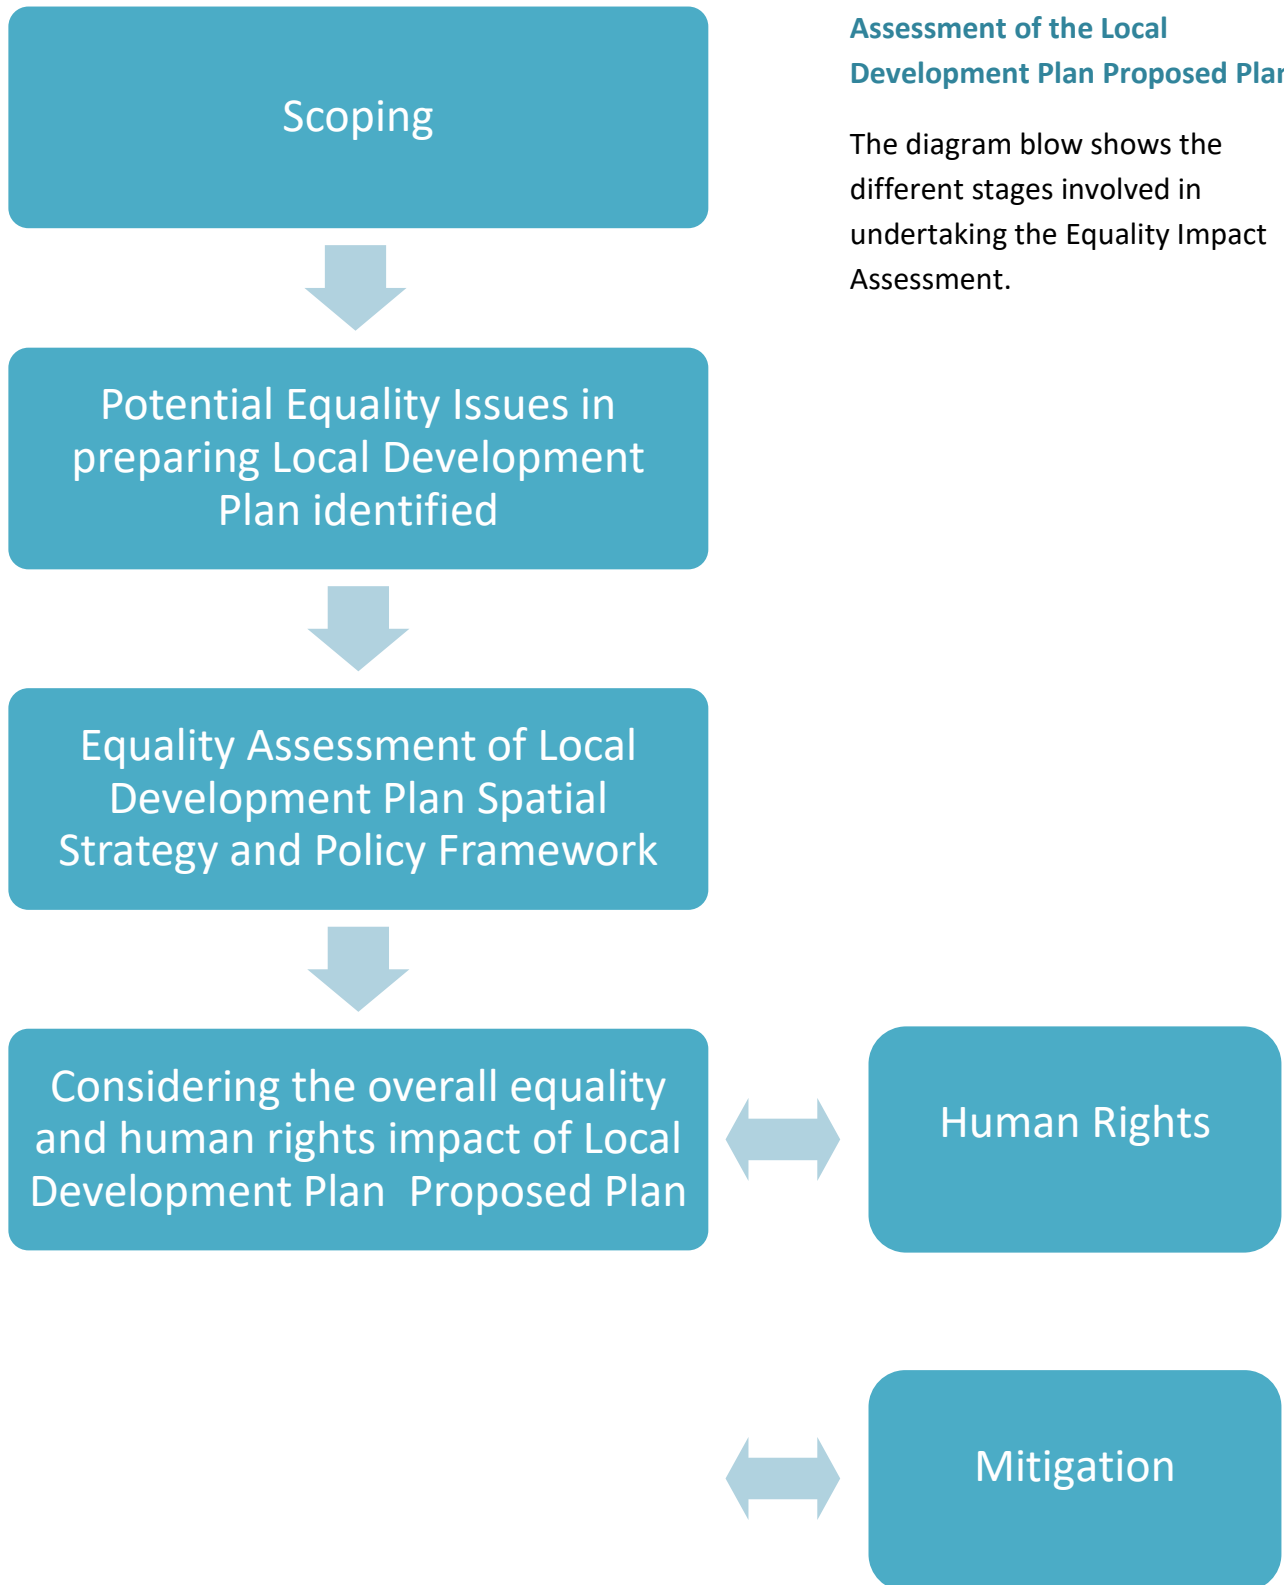 Scoping
Assessment of the Local
Development Plan Proposed Plan
The diagram blow shows the
different stages involved in
undertaking the Equality Impact
Assessment.
Potential Equality Issues in
preparing Local Development
Plan identified
Equality Assessment of Local
Development Plan Spatial
Strategy and Policy Framework
Considering the overall equality
and human rights impact of Local
Development Plan  Proposed Plan
Human Rights
Mitigation